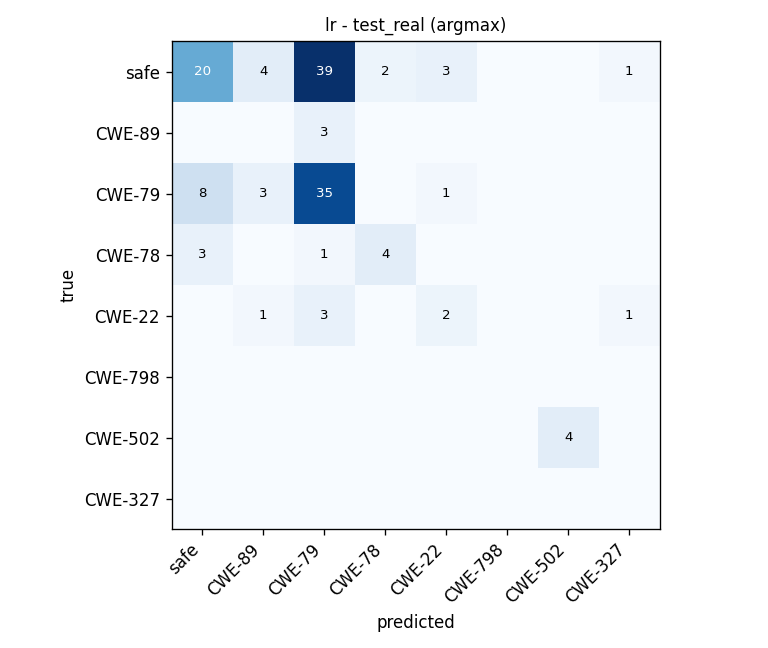 lr - test_real (argmax)
safe 20 4 39 2 3 1
CWE-89 3
CWE-79 8 3 35 1
CWE-78 3 1 4
CWE-22 1 3 2 1
CWE-798
CWE-502 4
CWE-327
true
safe CWE-89 CWE-79 CWE-78 CWE-22 CWE-798 CWE-502 CWE-327
predicted